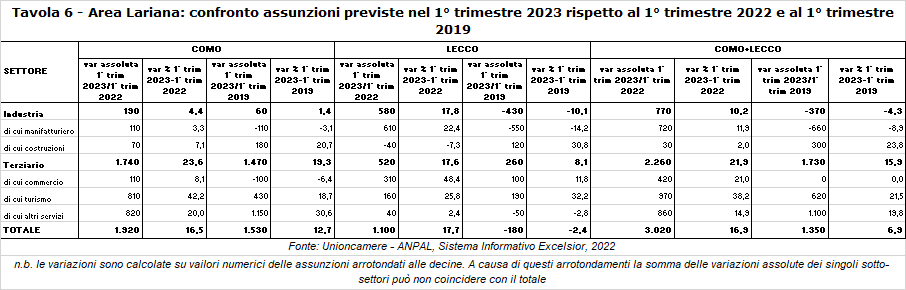 Tavola 6 - Area Lariana: confronto assunzioni previste nel 1° trimestre 2023 rispetto al 1° trimestre 2022 e al 1° trimestre
2019
SETTORE COMO LECCO COMO+LECCO
var assoluta 1° trim 2023/1° trim 2022 var % 1° trim 2023-1° trim 2022 var assoluta 1° trim 2023/1° trim 2019 var % 1° trim 2023-1° trim 2019 var assoluta 1° trim 2023/1° trim 2022 var % 1° trim 2023-1° trim 2022 var assoluta 1° trim 2023/1° trim 2019 var % 1° trim 2023-1° trim 2019 var assoluta 1° trim 2023/1° trim 2022 var % 1° trim 2023-1° trim 2022 var assoluta 1° trim 2023/1° trim 2019 var % 1° trim 2023-1° trim 2019
Industria 190 4,4 60 1,4 580 17,8 -430 -10,1 770 10,2 -370 -4,3
di cui manifatturiero 110 3,3 -110 -3,1 610 22,4 -550 -14,2 720 11,9 -660 -8,9
di cui costruzioni 70 7,1 180 20,7 -40 -7,3 120 30,8 30 2,0 300 23,8
Terziario 1.740 23,6 1.470 19,3 520 17,6 260 8,1 2.260 21,9 1.730 15,9
di cui commercio 110 8,1 -100 -6,4 310 48,4 100 11,8 420 21,0 0 0,0
di cui turismo 810 42,2 430 18,7 160 25,8 190 32,2 970 38,2 620 21,5
di cui altri servizi 820 20,0 1.150 30,6 40 2,4 -50 -2,8 860 14,9 1.100 19,8
TOTALE 1.920 16,5 1.530 12,7 1.100 17,7 -180 -2,4 3.020 16,9 1.350 6,9
Fonte: Unioncamere - ANPAL, Sistema Informativo Excelsior, 2022
n.b. le variazioni sono calcolate su vailori numerici delle assunzioni arrotondati alle decine. A causa di questi arrotondamenti la somma delle variazioni assolute dei singoli sotto-
settori può non coincidere con il totale